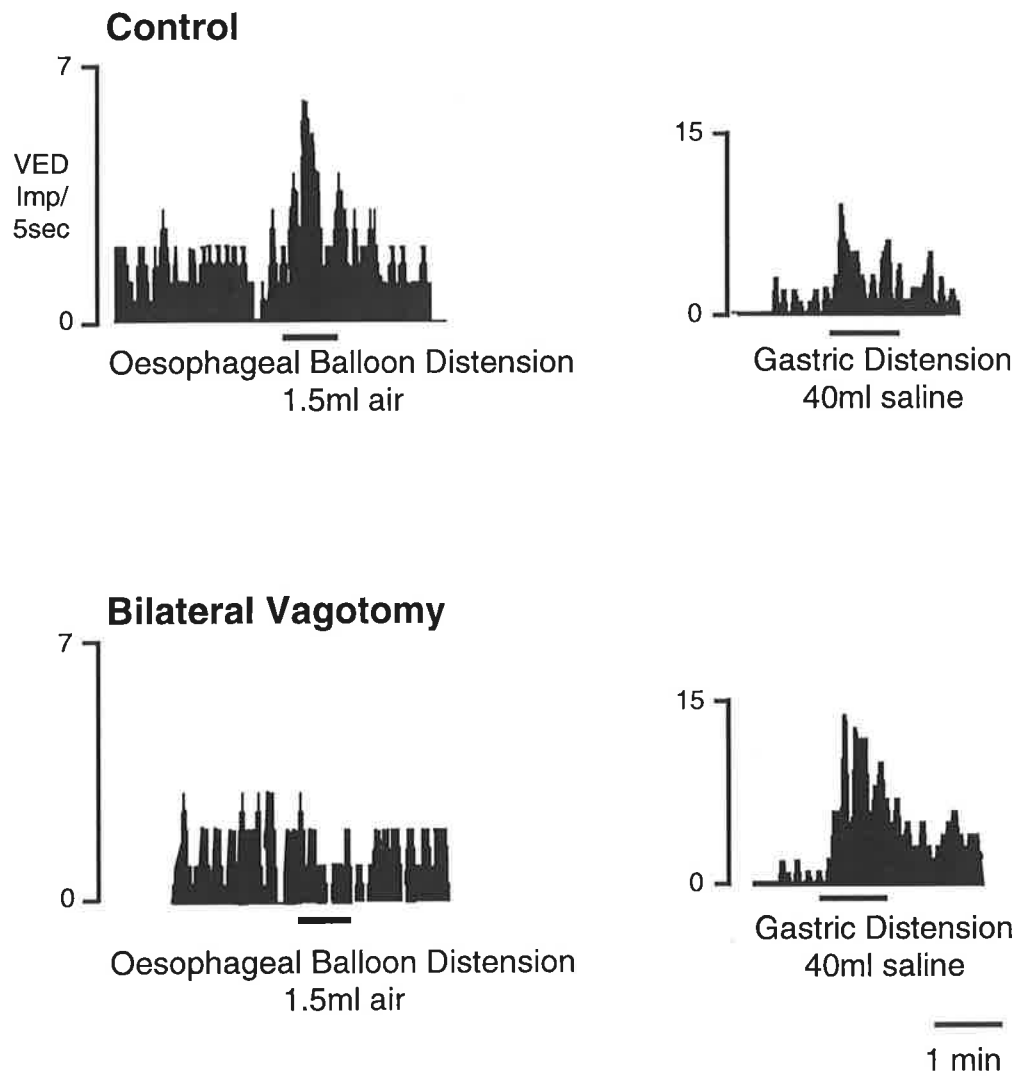 Control
7
VED
Imp/
5sec
0
Oesophageal Balloon Distension
1.5ml air
15
0
Gastric Distension
40ml saline
Bilateral Vagotomy
7
0
Oesophageal Balloon Distension
1.5ml air
15
0
Gastric Distension
40ml saline
1 min